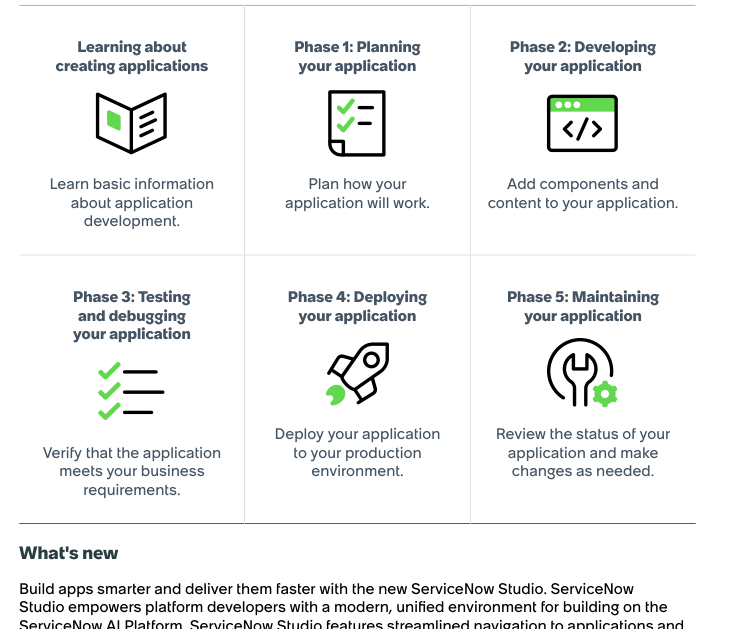 Learning about
creating applications
Learn basic information
about application
development.
Phase 1: Planning
your application
Plan how your
application will work.
Phase 2: Developing
your application
</>
Add components and
content to your application.
Phase 3: Testing
and debugging
your application
Verify that the application
meets your business
requirements.
Phase 4: Deploying
your application
Deploy your application
to your production
environment.
Phase 5: Maintaining
your application
Review the status of your
application and make
changes as needed.
What's new
Build apps smarter and deliver them faster with the new ServiceNow Studio. ServiceNow
Studio empowers platform developers with a modern, unified environment for building on the
ServiceNow AI Platform. ServiceNow Studio features streamlined navigation to applications and